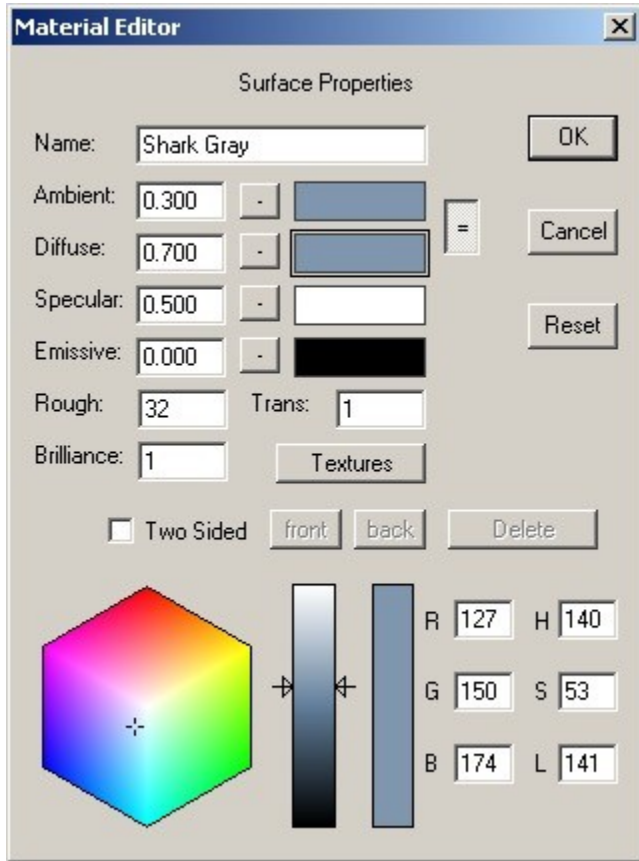 Material Editor
Surface Properties
Name: Shark Gray OK
Ambient: 0.300 -
Diffuse: 0.700 - = Cancel
Specular: 0.500 - Reset
Emissive: 0.000 -
Rough: 32 Trans: 1
Brilliance: 1 Textures
Two Sided front back Delete
R 127 H 140
G 150 S 53
B 174 L 141